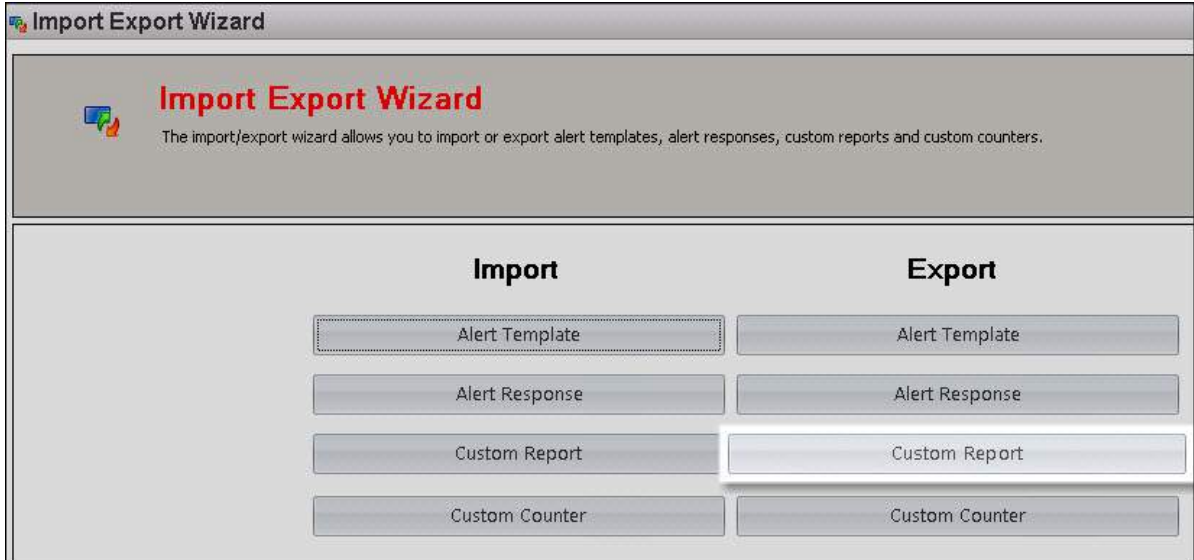 Import Export Wizard
Import Export Wizard
The import/export wizard allows you to import or export alert templates, alert responses, custom reports and custom counters.
Import Export
Alert Template Alert Template
Alert Response Alert Response
Custom Report Custom Report
Custom Counter Custom Counter